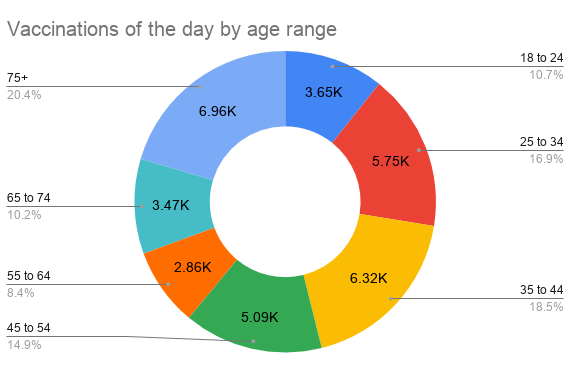 Vaccinations of the day by age range
18 to 24
10.7%
3.65K
25 to 34
16.9%
5.75K
35 to 44
18.5%
6.32K
45 to 54
14.9%
5.09K
55 to 64
8.4%
2.86K
65 to 74
10.2%
3.47K
75+
20.4%
6.96K